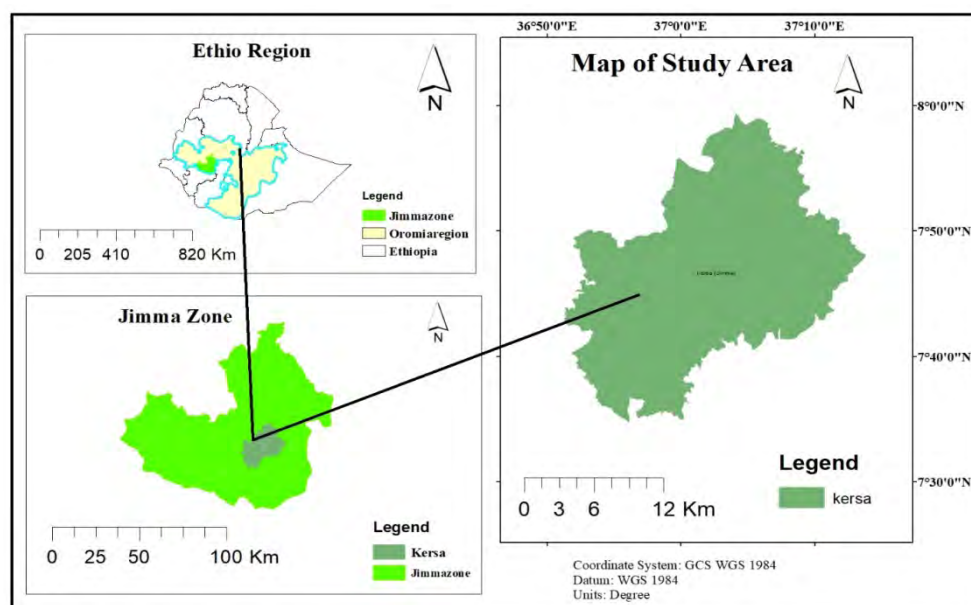 Ethio Region
N
Legend
Jimmazone
Oromiaregion
Ethiopia
0 205 410 820 Km
Jimma Zone
N
Legend
Kersa
Jimmazone
0 25 50 100 Km
36°50'0"E 37°0'0"E 37°10'0"E
Map of Study Area
N
8°0'0"N
7°50'0"N
7°40'0"N
7°30'0"N
Legend
kersa
0 3 6 12 Km
Coordinate System: GCS WGS 1984
Datum: WGS 1984
Units: Degree